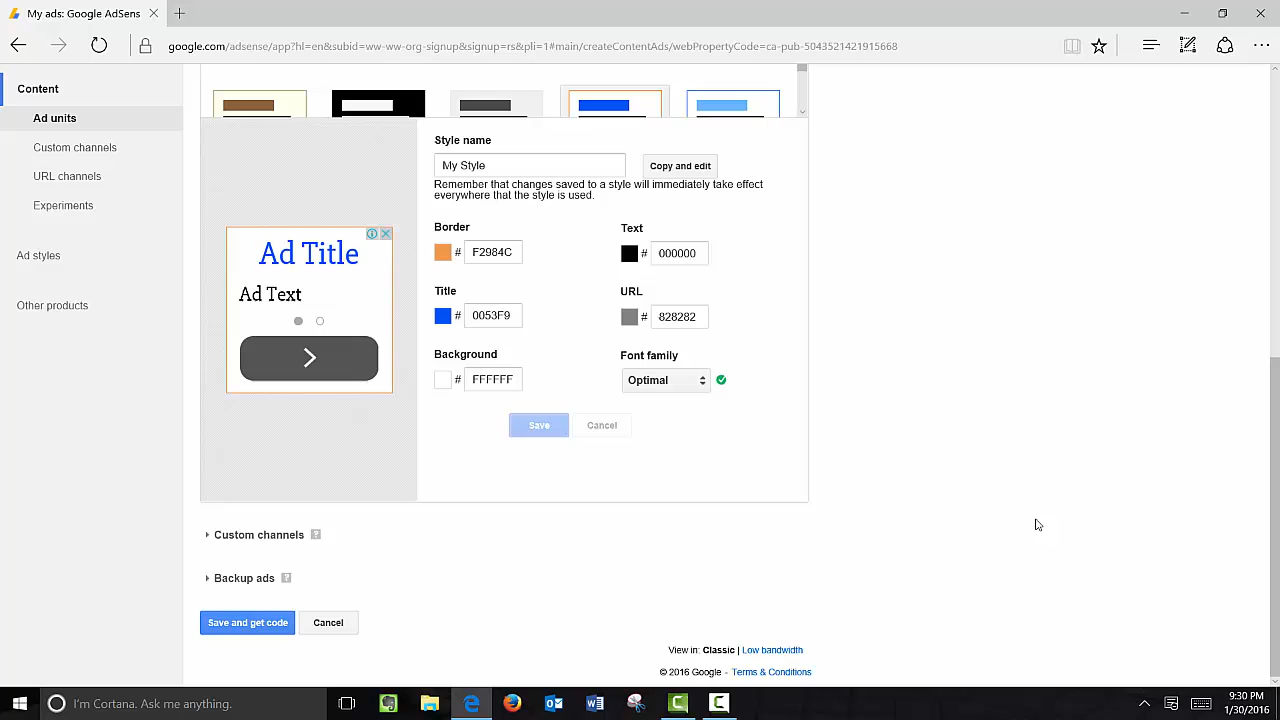 My ads: Google AdSens
google.com/adsense/app?hl=en&subid=ww-ww-org-signup&signup=rs&pli=1#main/createContentAds/webPropertyCode=ca-pub-5043521421915668
Content
Ad units
Custom channels
URL channels
Experiments
Ad styles
Other products
Style name
My Style
Copy and edit
Remember that changes saved to a style will immediately take effect
everywhere that the style is used.
Border
# F2984C
Text
# 000000
Title
# 0053F9
URL
# 828282
Background
# FFFFFF
Font family
Optimal
Save
Cancel
Ad Title
Ad Text
Custom channels ?
Backup ads ?
Save and get code
Cancel
View in: Classic | Low bandwidth
© 2016 Google - Terms & Conditions
I'm Cortana. Ask me anything.
9:30 PM
1/30/2016